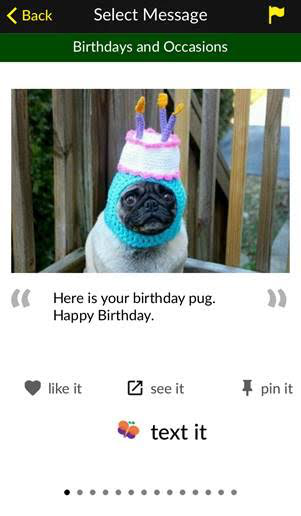 Back
Select Message
Birthdays and Occasions
Here is your birthday pug.
Happy Birthday.
like it
see it
pin it
text it